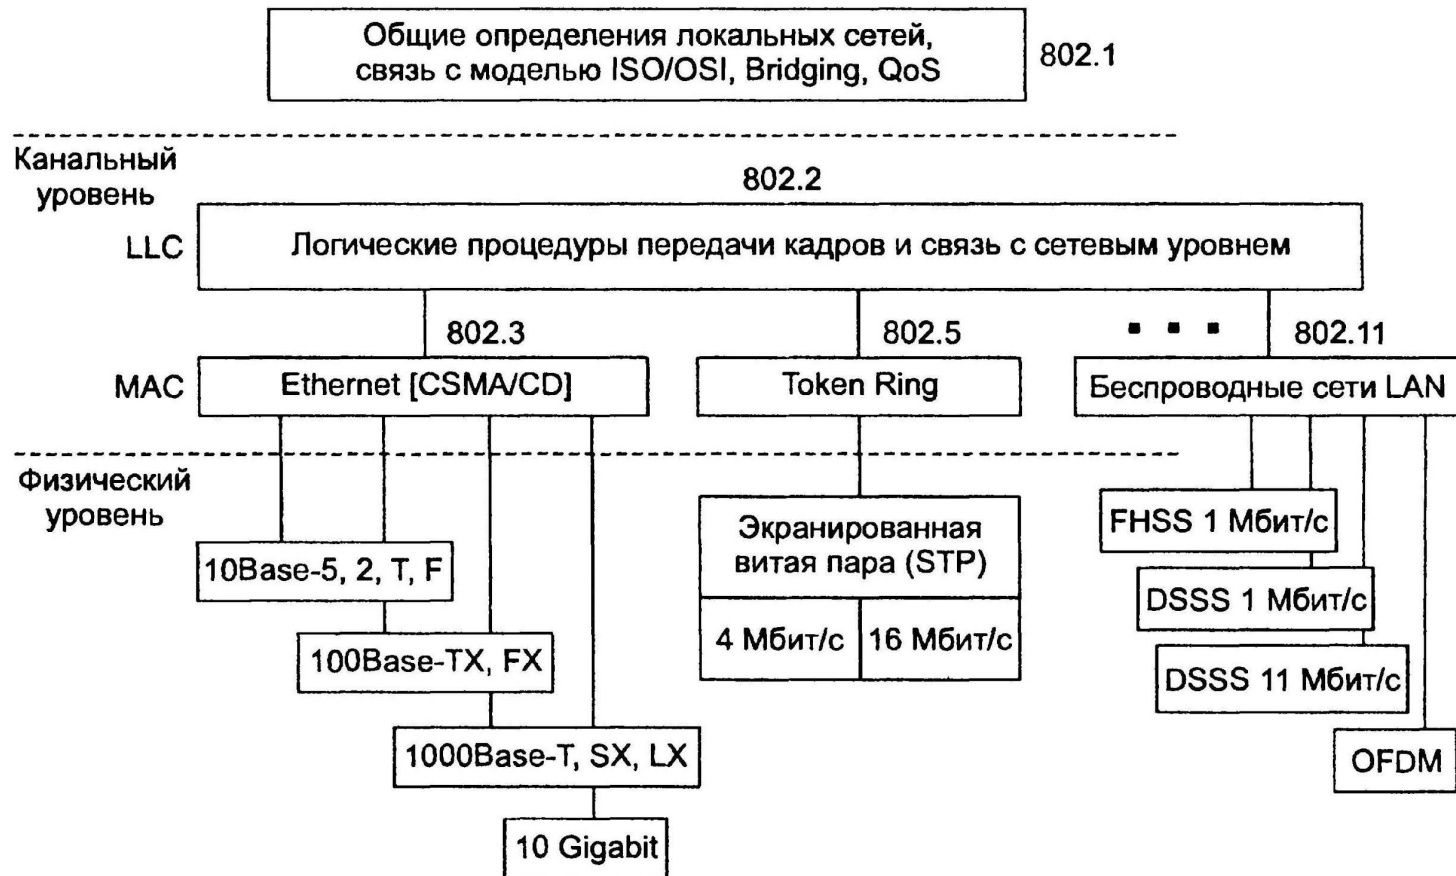 Общие определения локальных сетей,
связь с моделью ISO/OSI, Bridging, QoS
802.1
Канальный
уровень
802.2
LLC
Логические процедуры передачи кадров и связь с сетевым уровнем
802.3
802.5
802.11
MAC
Ethernet [CSMA/CD]
Token Ring
Беспроводные сети LAN
Физический
уровень
10Base-5, 2, T, F
100Base-TX, FX
1000Base-T, SX, LX
10 Gigabit
Экранированная
витая пара (STP)
4 Мбит/с
16 Мбит/с
FHSS 1 Мбит/с
DSSS 1 Мбит/с
DSSS 11 Мбит/с
OFDM